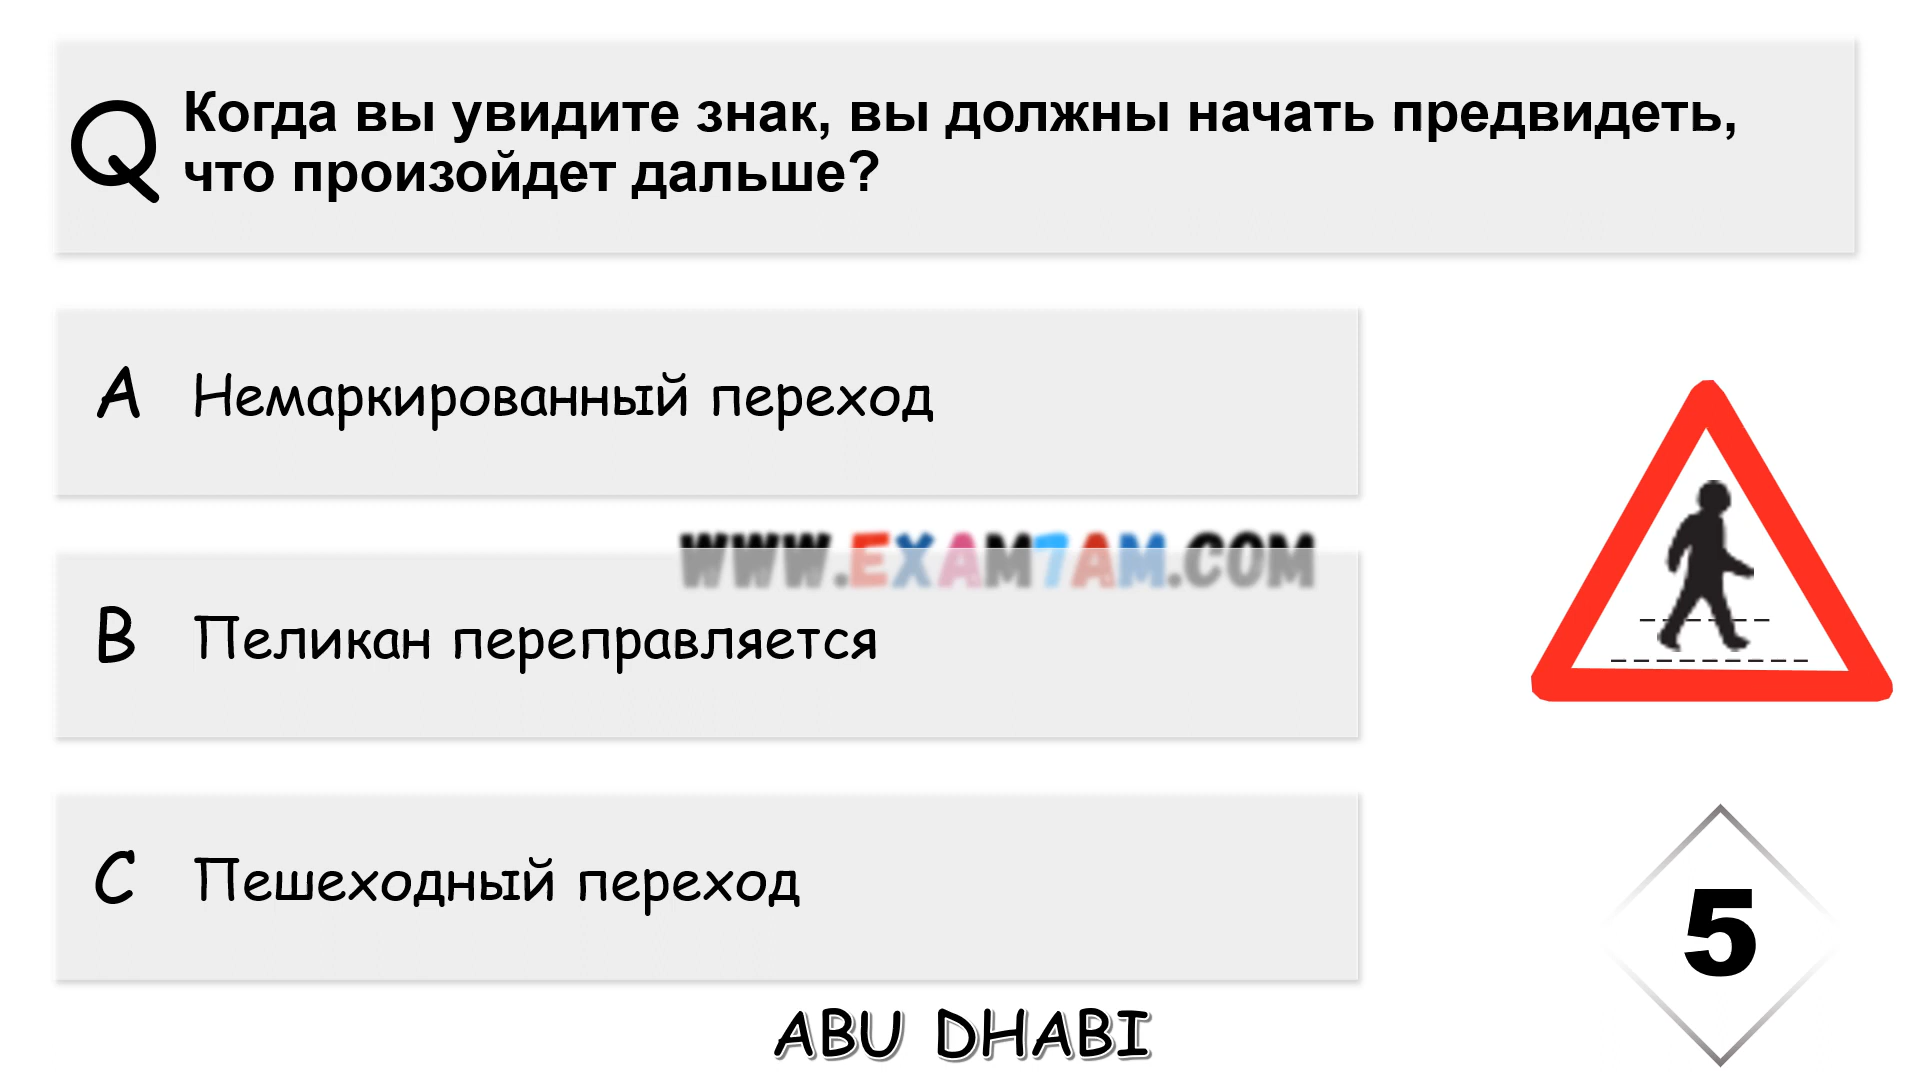 Q Когда вы увидите знак, вы должны начать предвидеть,
что произойдет дальше?
A Немаркированный переход
WWW.EXAM7AM.COM
B Пеликан переправляется
C Пешеходный переход
5
ABU DHABI